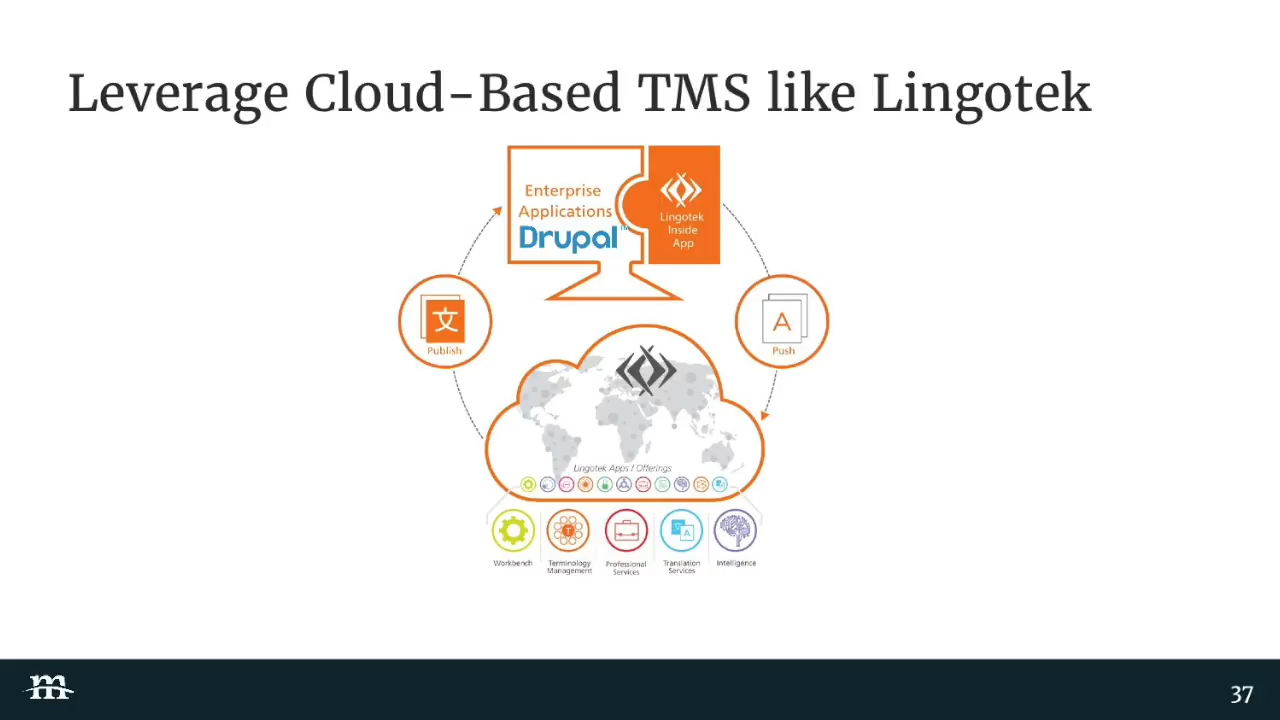 Leverage Cloud-Based TMS like Lingotek
Enterprise
Applications
Drupal™
Lingotek
Inside
App
文
Publish
A
Push
Lingotek Apps / Offerings
T
A
Workbench
Terminology
Management
Professional
Services
Translation
Services
Intelligence
m
37